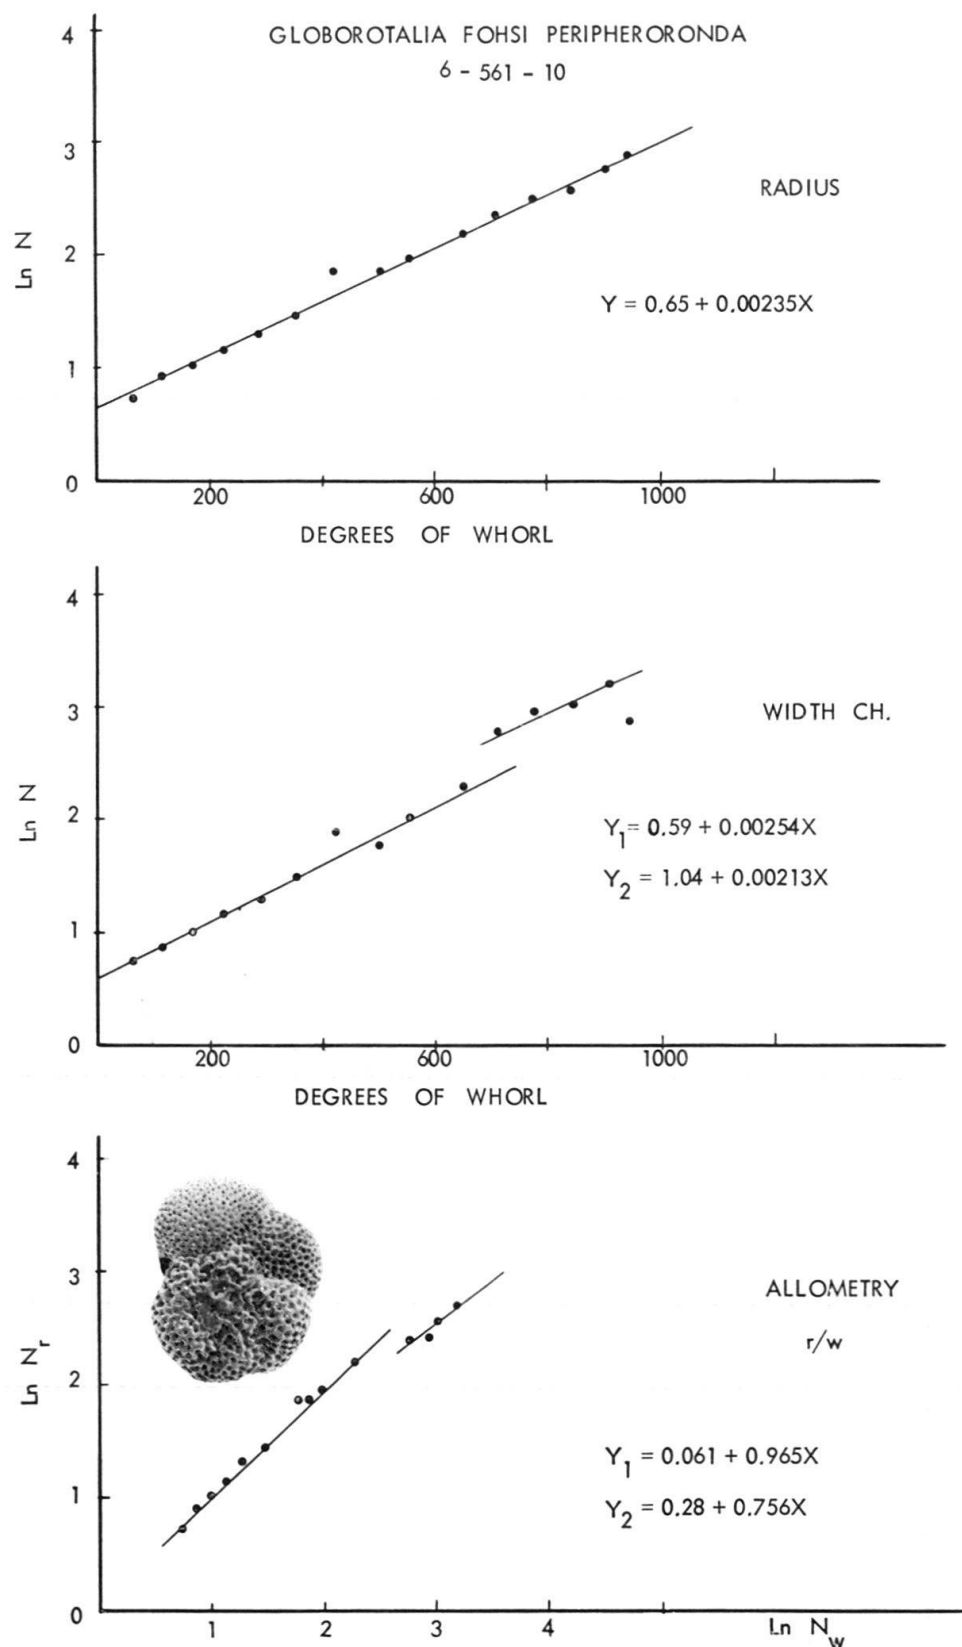 GLOBOROTALIA FOHSI PERIPHERORONDA
6 - 561 - 10
4
3
2
1
0
Ln N
RADIUS
Y = 0.65 + 0.00235X
200 600 1000
DEGREES OF WHORL
4
3
2
1
0
Ln N
WIDTH CH.
Y1= 0.59 + 0.00254X
Y2 = 1.04 + 0.00213X
200 600 1000
DEGREES OF WHORL
4
3
2
1
0
Ln Nr
ALLOMETRY
r/w
Y1 = 0.061 + 0.965X
Y2 = 0.28 + 0.756X
1 2 3 4 Ln Nw